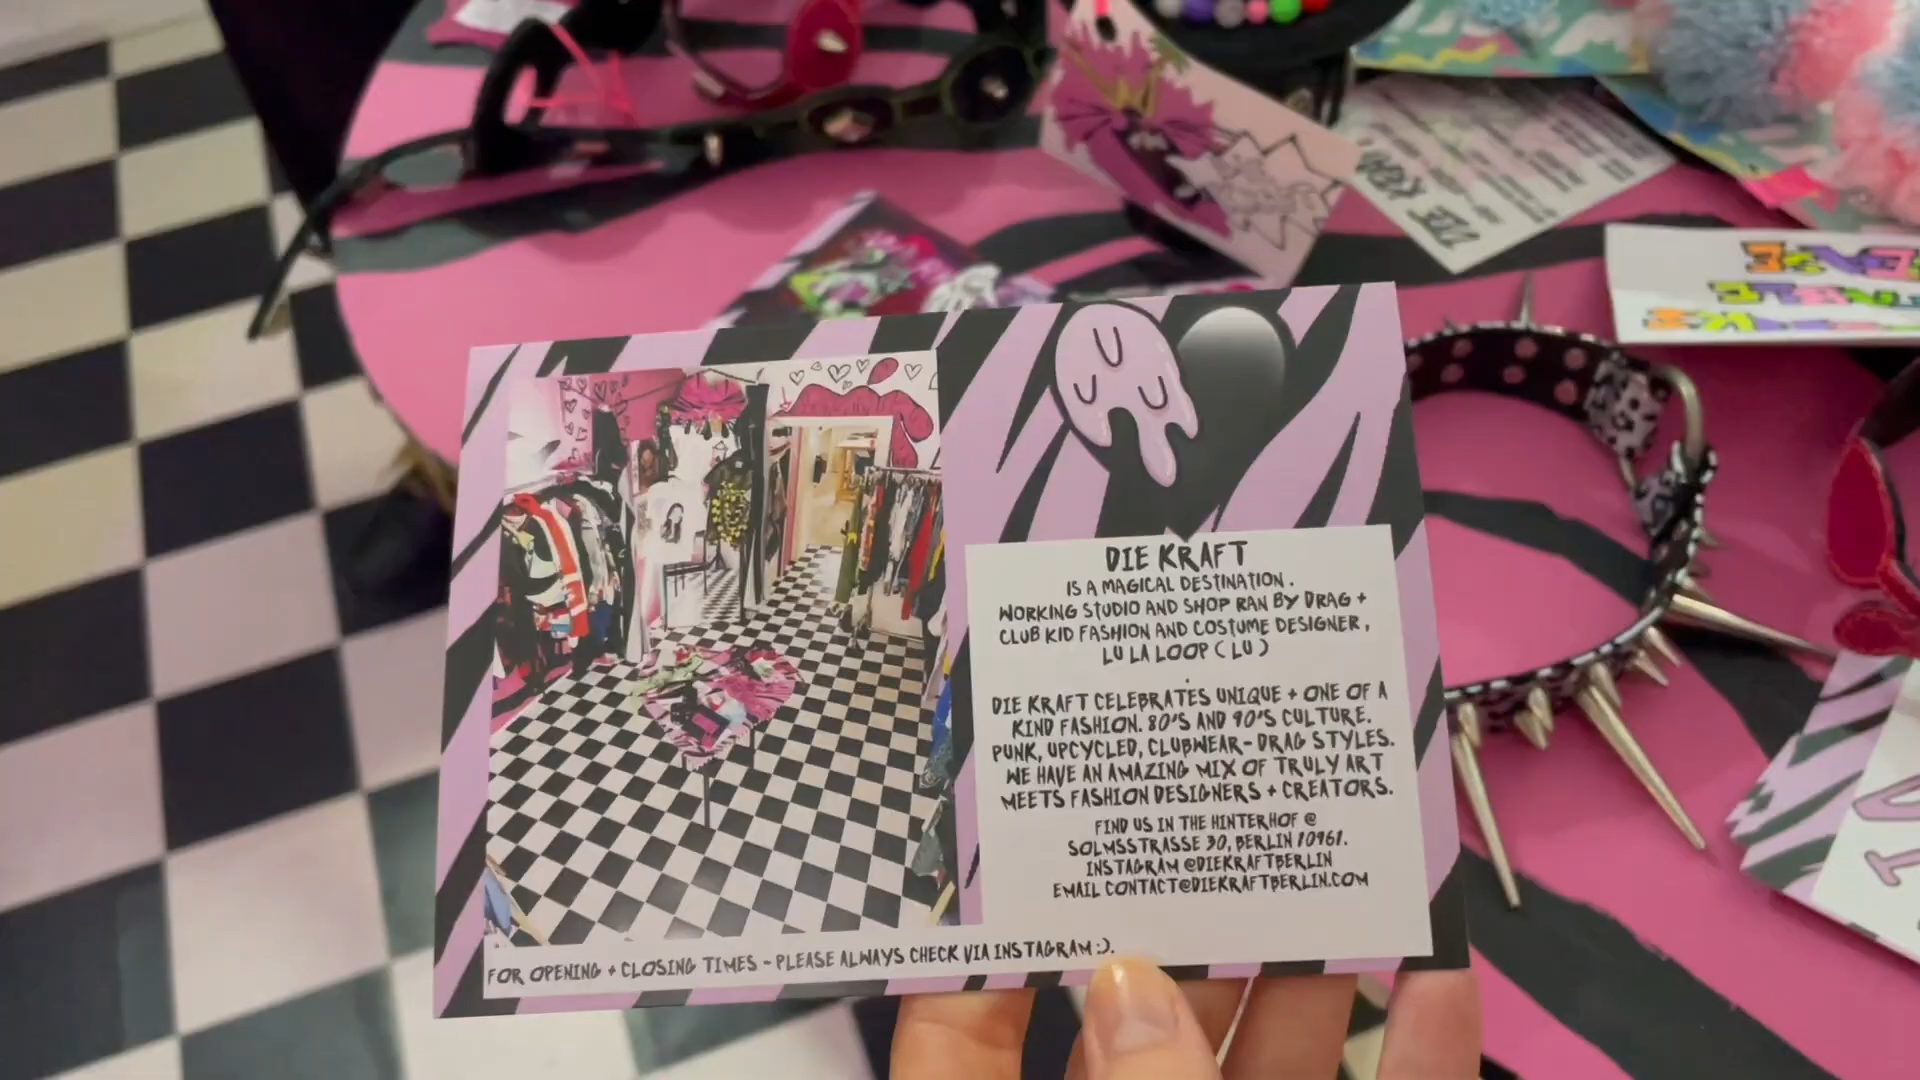 DIE KRAFT
IS A MAGICAL DESTINATION.
WORKING STUDIO AND SHOP RAN BY DRAG +
CLUB KID FASHION AND COSTUME DESIGNER,
LU LA LOOP (LU)
DIE KRAFT CELEBRATES UNIQUE + ONE OF A
KIND FASHION. 80'S AND 90'S CULTURE.
PUNK, UPCYCLED, CLUBWEAR-DRAG STYLES.
WE HAVE AN AMAZING MIX OF TRULY ART
MEETS FASHION DESIGNERS + CREATORS.
FIND US IN THE HINTERHOF @
SOLMSSTRASSE 30, BERLIN 10961.
INSTAGRAM @DIEKRAFTBERLIN
EMAIL CONTACT@DIEKRAFTBERLIN.COM
FOR OPENING + CLOSING TIMES - PLEASE ALWAYS CHECK VIA INSTAGRAM :).